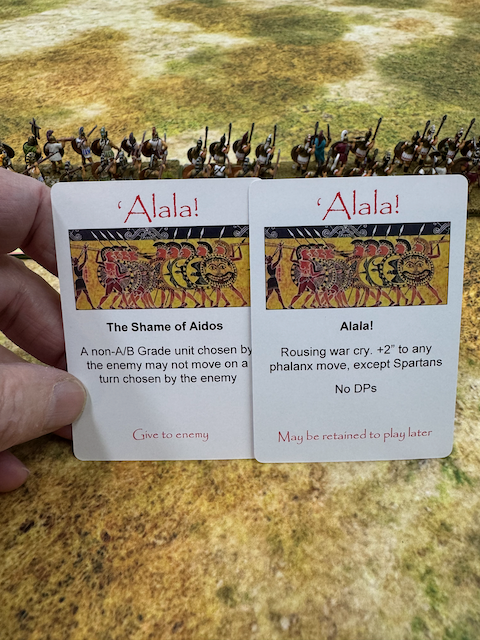 ‘Alala!
The Shame of Aidos
A non-A/B Grade unit chosen by
the enemy may not move on a
turn chosen by the enemy
Give to enemy
‘Alala!
Alala!
Rousing war cry. +2” to any
phalanx move, except Spartans
No DPs
May be retained to play later